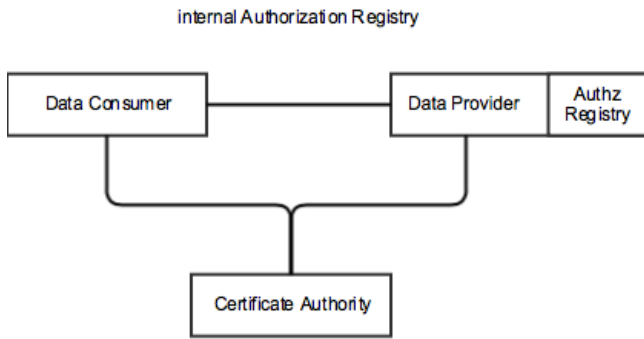 internal Authorization Registry
Data Consumer
Data Provider
Authz
Registry
Certificate Authority